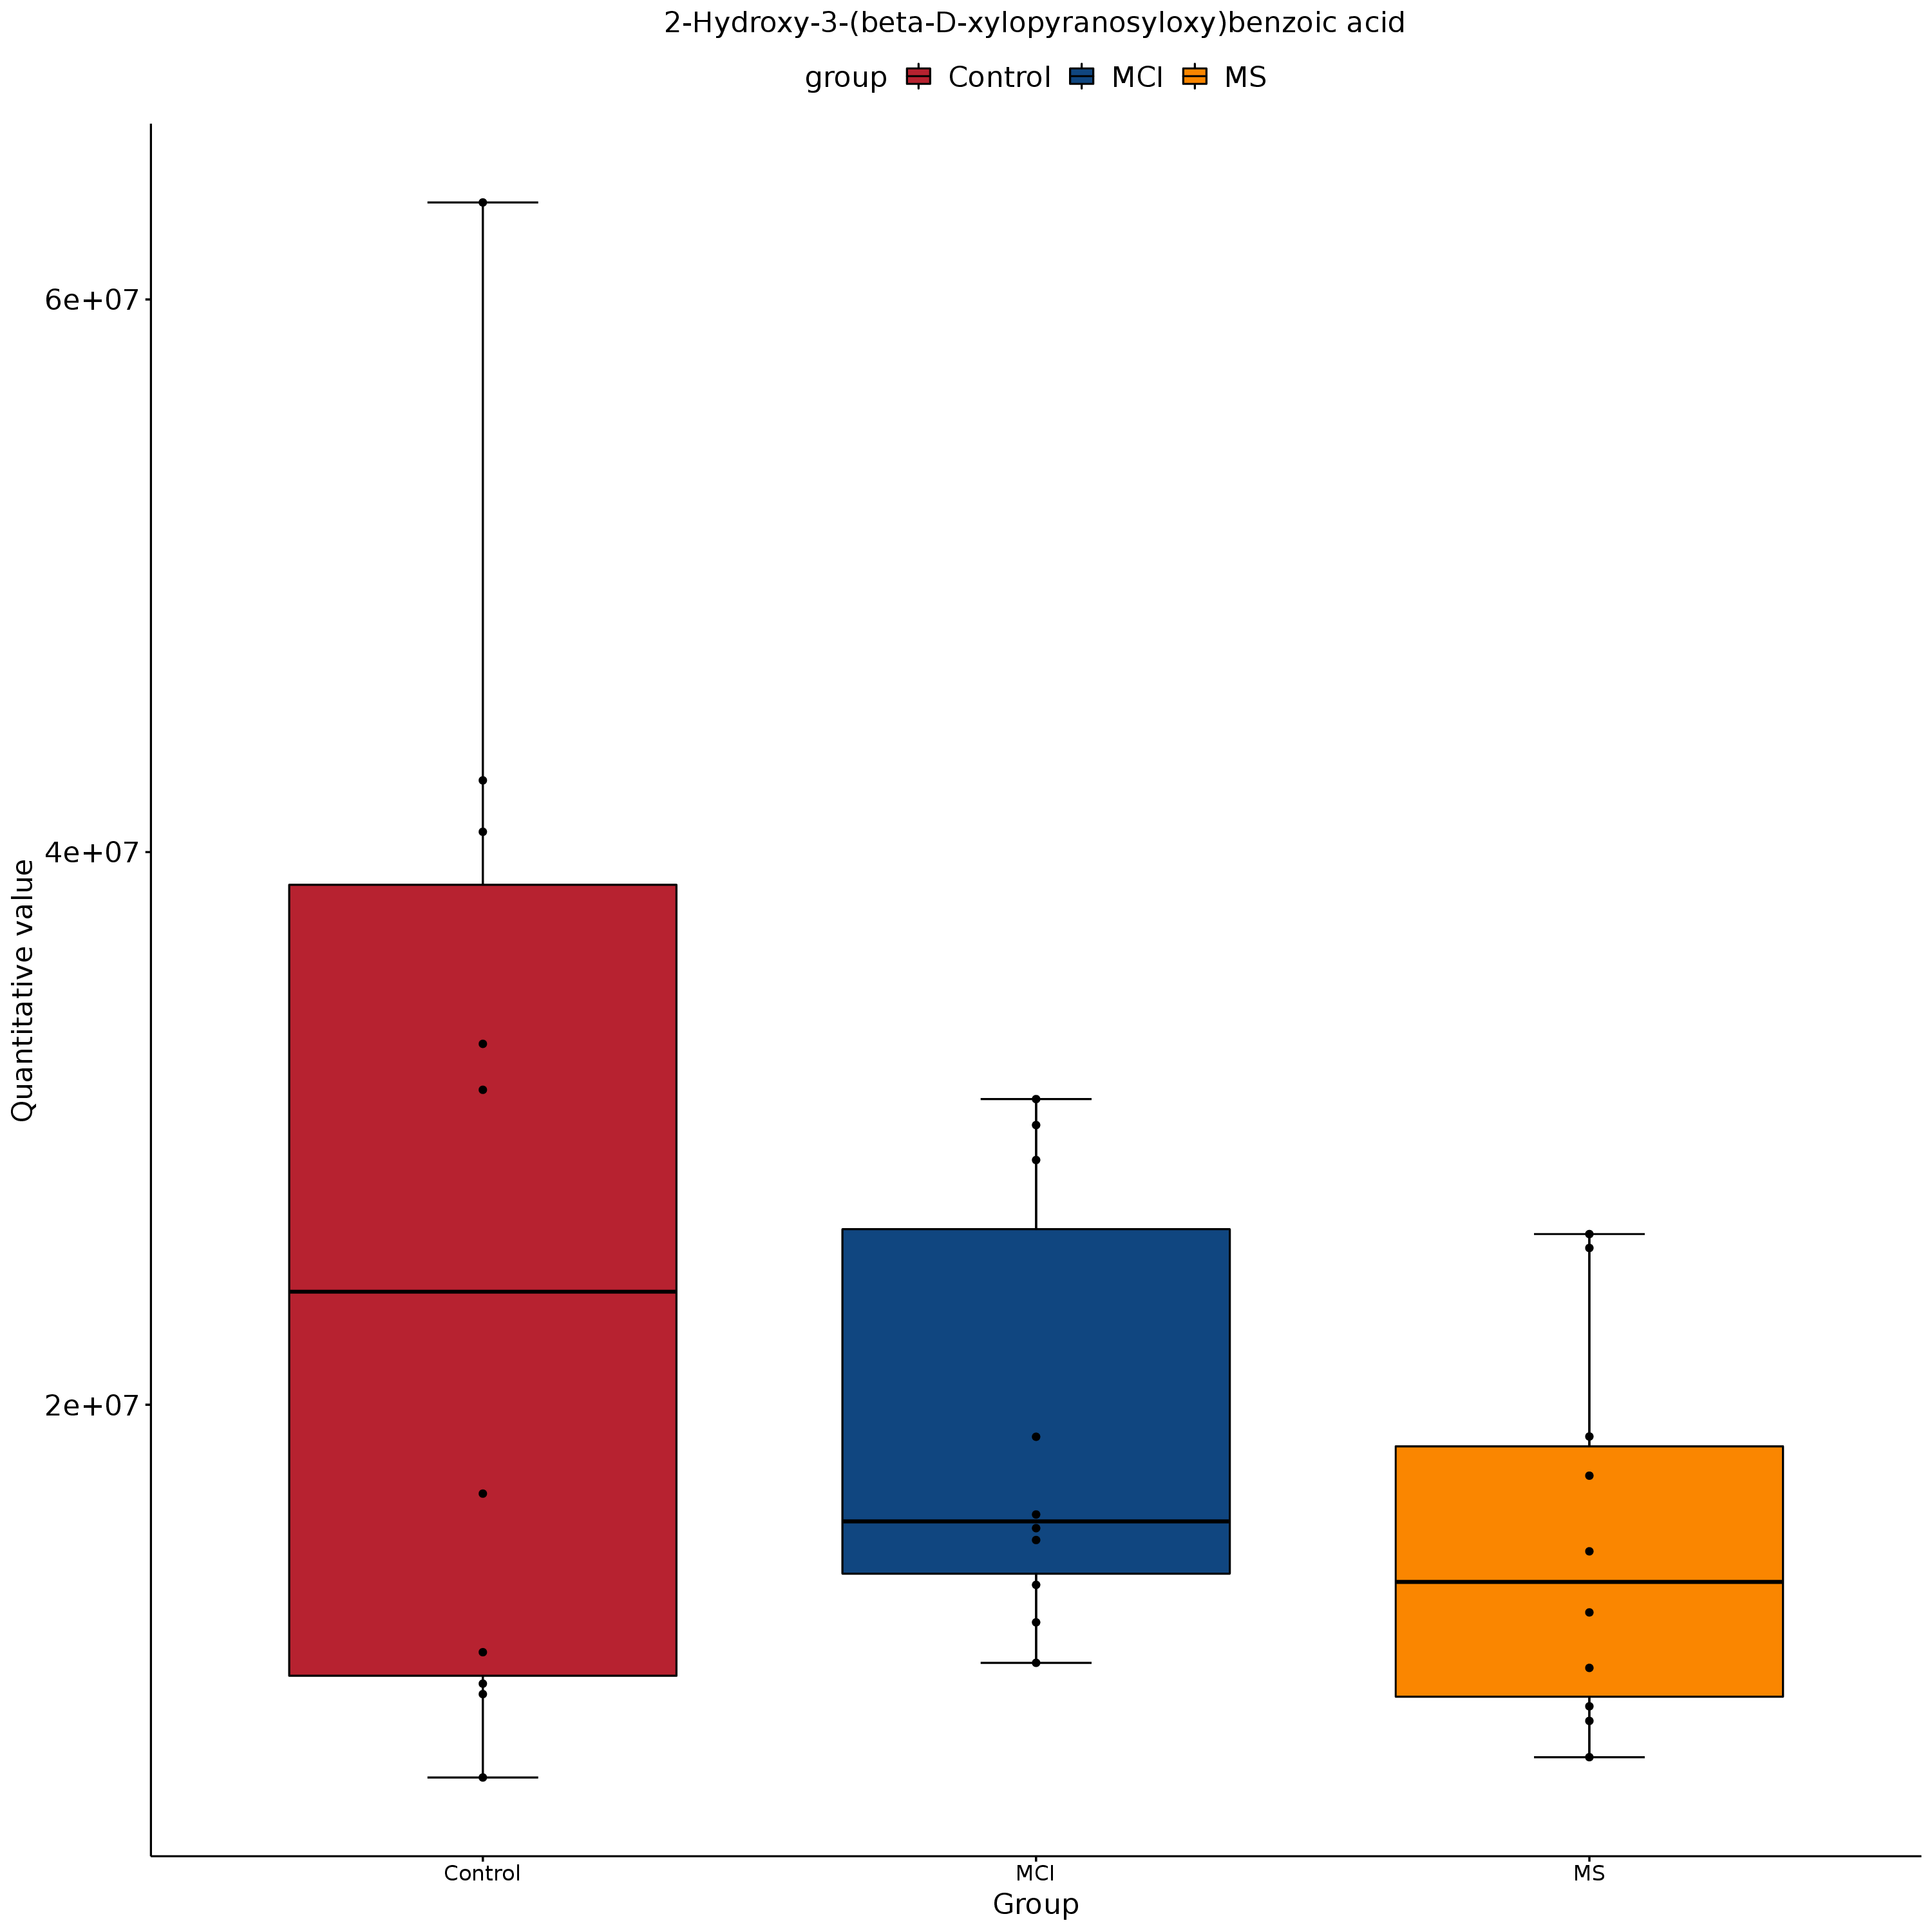 2-Hydroxy-3-(beta-D-xylopyranosyloxy)benzoic acid
group Control MCI MS
6e+07
4e+07
2e+07
Quantitative value
Control MCI MS
Group